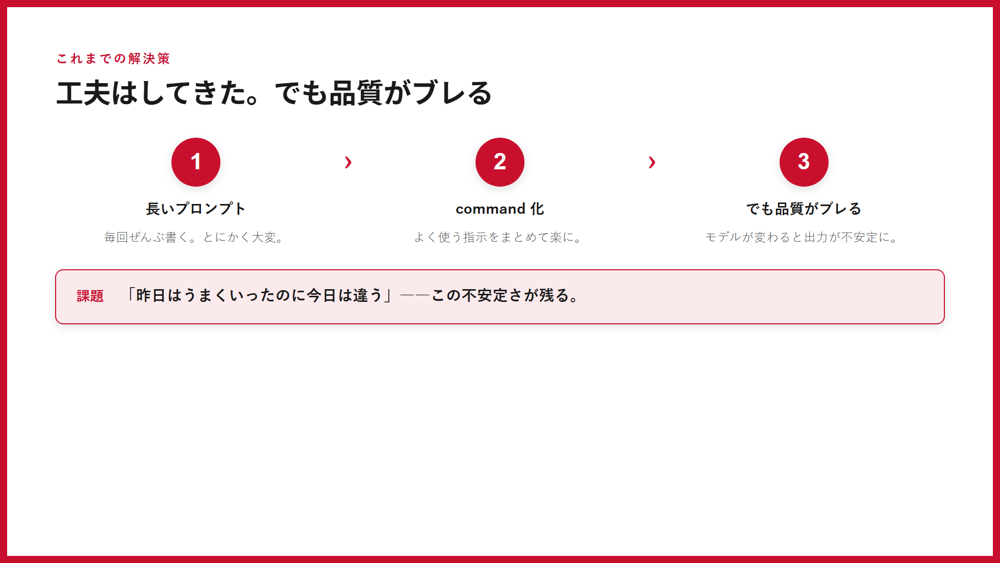 これまでの解決策
工夫はしてきた。でも品質がブレる
1
›
2
›
3
長いプロンプト
command 化
でも品質がブレる
毎回ぜんぶ書く。とにかく大変。
よく使う指示をまとめて楽に。
モデルが変わると出力が不安定に。
課題 「昨日はうまくいったのに今日は違う」——この不安定さが残る。